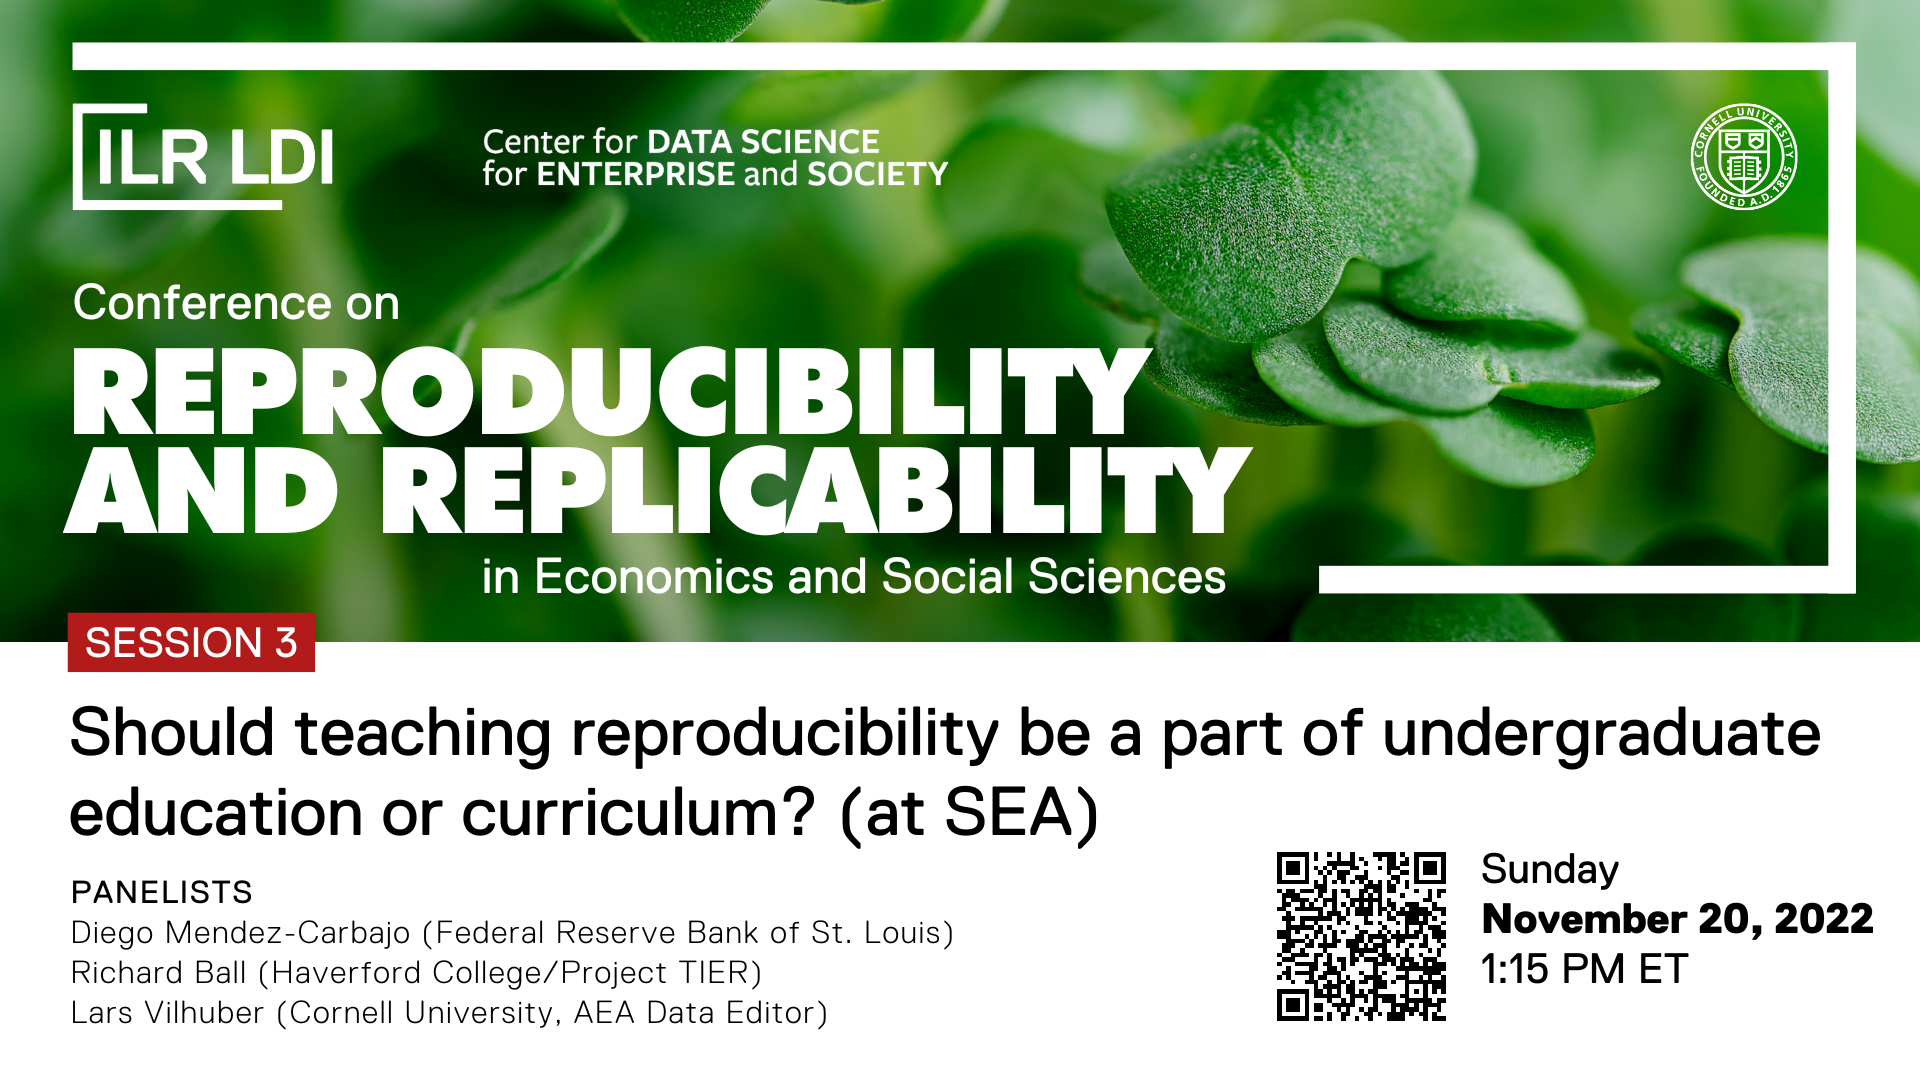 ILR LDI
Center for DATA SCIENCE
for ENTERPRISE and SOCIETY
CORNELL UNIVERSITY
FOUNDED A.D. 1865
Conference on
REPRODUCIBILITY
AND REPLICABILITY
in Economics and Social Sciences
SESSION 3
Should teaching reproducibility be a part of undergraduate
education or curriculum? (at SEA)
PANELISTS
Diego Mendez-Carbajo (Federal Reserve Bank of St. Louis)
Richard Ball (Haverford College/Project TIER)
Lars Vilhuber (Cornell University, AEA Data Editor)
Sunday
November 20, 2022
1:15 PM ET